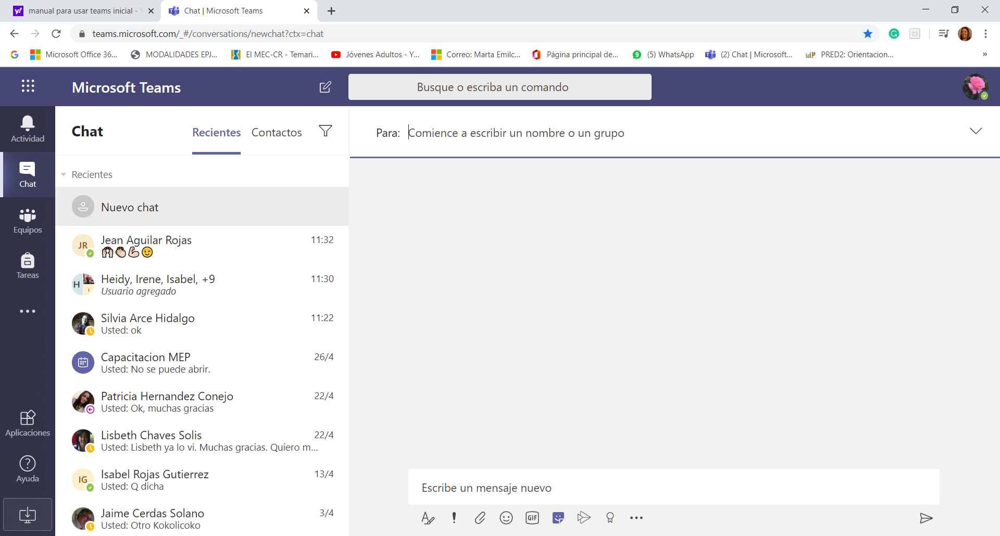 manual para usar teams inicial -
Chat | Microsoft Teams
teams.microsoft.com/_#/conversations/newchat?ctx=chat
Microsoft Office 36...
MODALIDADES EPJ...
El MEC-CR - Temari...
Jóvenes Adultos - Y...
Correo: Marta Emilc...
Página principal de...
(5) WhatsApp
(2) Chat | Microsoft...
PRED2: Orientacion...
Microsoft Teams
Busque o escriba un comando
Actividad
Chat
Equipos
Tareas
Aplicaciones
Ayuda
Chat
Recientes
Contactos
Recientes
Nuevo chat
JR
Jean Aguilar Rojas
11:32
🙌👏💪😉
H
I
Heidy, Irene, Isabel, +9
11:30
Usuario agregado
Silvia Arce Hidalgo
11:22
Usted: ok
Capacitacion MEP
26/4
Usted: No se puede abrir.
Patricia Hernandez Conejo
22/4
Usted: Ok, muchas gracias
Lisbeth Chaves Solis
22/4
Usted: Lisbeth ya lo vi. Muchas gracias. Quiero m...
IG
Isabel Rojas Gutierrez
13/4
Usted: Q dicha
Jaime Cerdas Solano
3/4
Usted: Otro Kokolicoko
Para: Comience a escribir un nombre o un grupo
Escribe un mensaje nuevo
GIF